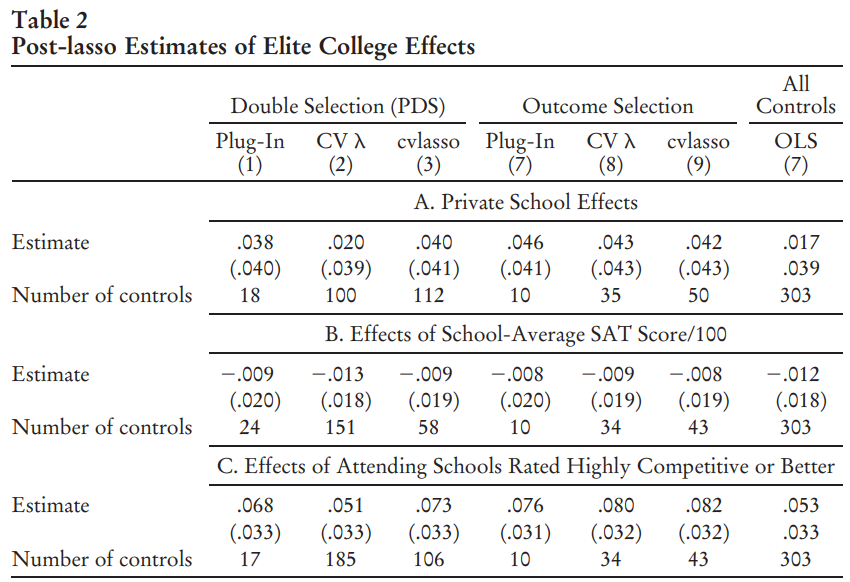 Table 2
Post-lasso Estimates of Elite College Effects
All
Double Selection (PDS) Outcome Selection Controls
Plug-In CV λ cvlasso Plug-In CV λ cvlasso OLS
(1) (2) (3) (7) (8) (9) (7)
A. Private School Effects
Estimate .038 .020 .040 .046 .043 .042 .017
(.040) (.039) (.041) (.041) (.043) (.043) .039
Number of controls 18 100 112 10 35 50 303
B. Effects of School-Average SAT Score/100
Estimate −.009 −.013 −.009 −.008 −.009 −.008 −.012
(.020) (.018) (.019) (.020) (.019) (.019) (.018)
Number of controls 24 151 58 10 34 43 303
C. Effects of Attending Schools Rated Highly Competitive or Better
Estimate .068 .051 .073 .076 .080 .082 .053
(.033) (.033) (.033) (.031) (.032) (.032) .033
Number of controls 17 185 106 10 34 43 303